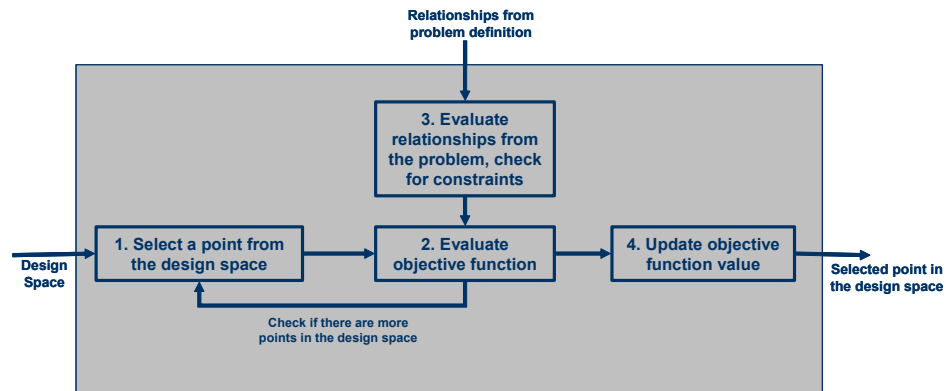 Relationships from
problem definition
3. Evaluate
relationships from
the problem, check
for constraints
1. Select a point from
the design space
2. Evaluate
objective function
4. Update objective
function value
Design
Space
Selected point in
the design space
Check if there are more
points in the design space